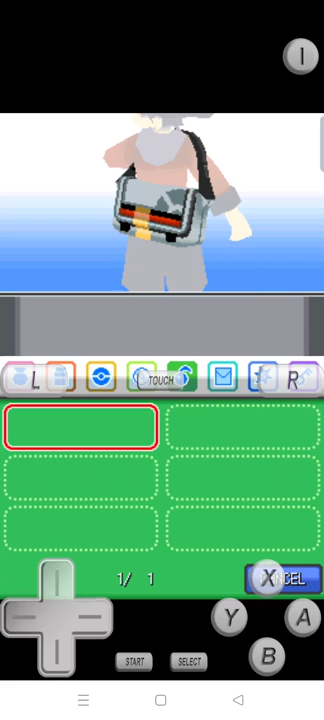 I
L TOUCH R
1/ 1
X CEL
Y A
START SELECT B